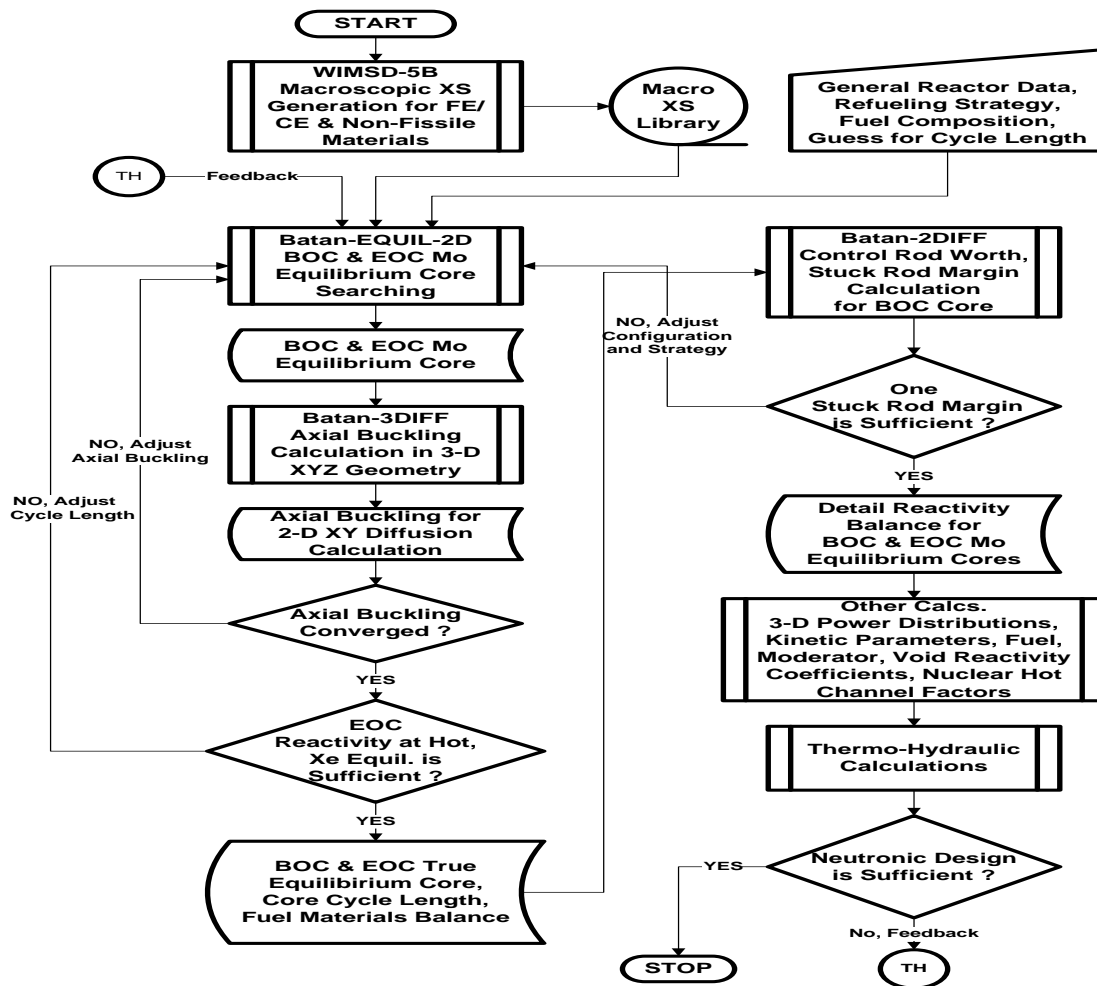 START
WIMSD-5B
Macroscopic XS
Generation for FE/
CE & Non-Fissile
Materials
Macro
XS
Library
General Reactor Data,
Refueling Strategy,
Fuel Composition,
Guess for Cycle Length
TH
Feedback
Batan-EQUIL-2D
BOC & EOC Mo
Equilibrium Core
Searching
BOC & EOC Mo
Equilibrium Core
Batan-3DIFF
Axial Buckling
Calculation in 3-D
XYZ Geometry
NO, Adjust
Axial Buckling
NO, Adjust
Cycle Length
Axial Buckling for
2-D XY Diffusion
Calculation
Axial Buckling
Converged ?
YES
EOC
Reactivity at Hot,
Xe Equil. is
Sufficient ?
YES
BOC & EOC True
Equilibirium Core,
Core Cycle Length,
Fuel Materials Balance
Batan-2DIFF
Control Rod Worth,
Stuck Rod Margin
Calculation
for BOC Core
NO, Adjust
Configuration
and Strategy
One
Stuck Rod Margin
is Sufficient ?
YES
Detail Reactivity
Balance for
BOC & EOC Mo
Equilibrium Cores
Other Calcs.
3-D Power Distributions,
Kinetic Parameters, Fuel,
Moderator, Void Reactivity
Coefficients, Nuclear Hot
Channel Factors
Thermo-Hydraulic
Calculations
Neutronic Design
is Sufficient ?
YES
STOP
No, Feedback
TH